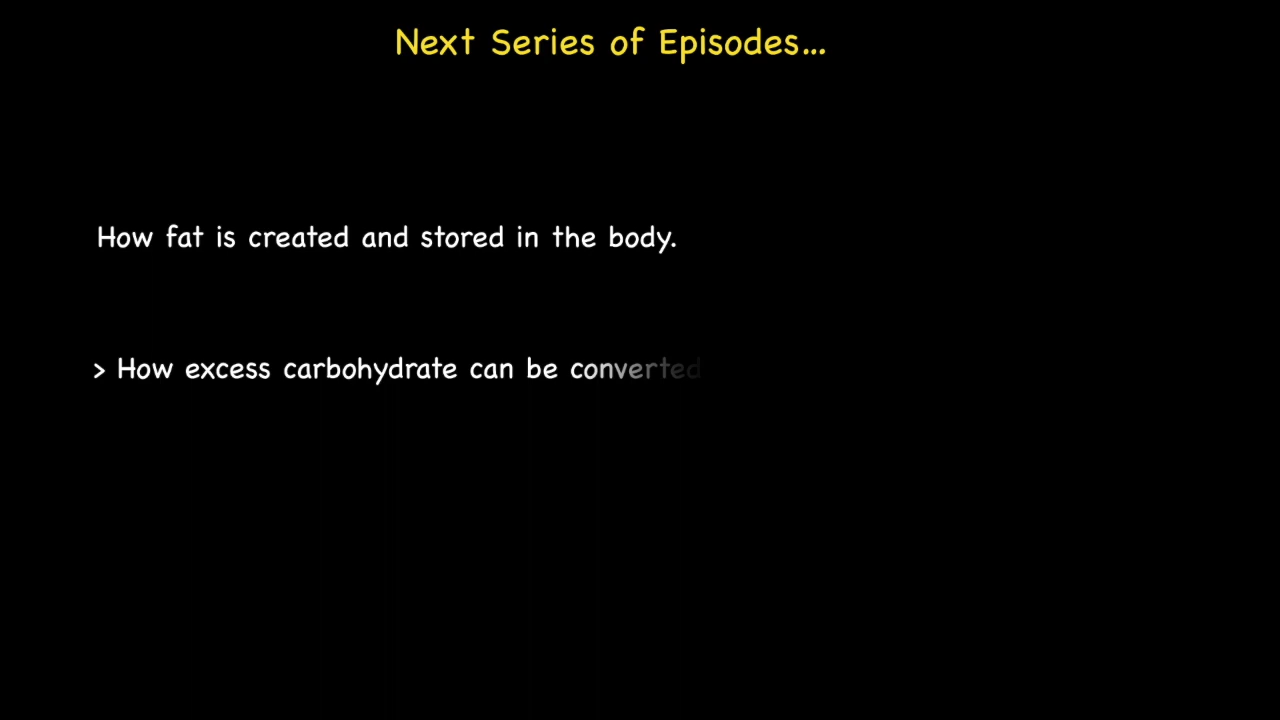 Next Series of Episodes...
How fat is created and stored in the body.
> How excess carbohydrate can be converted